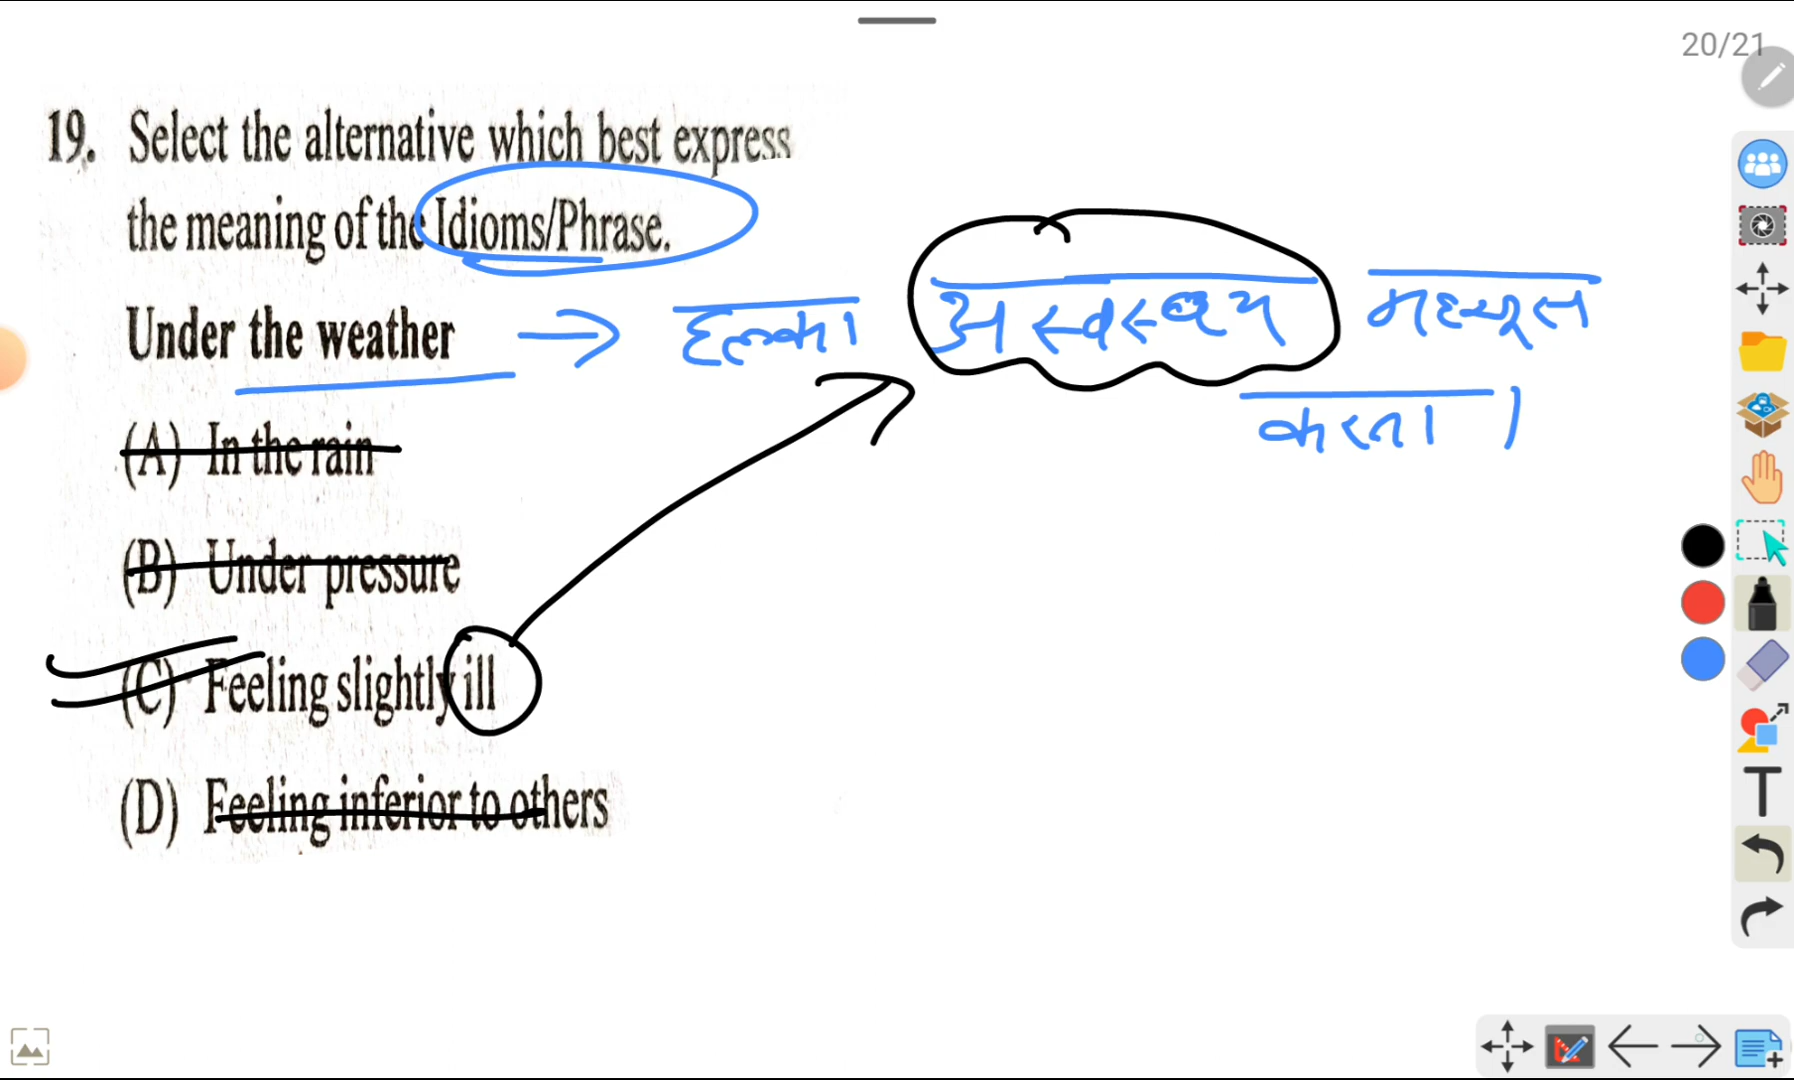 20/21
19. Select the alternative which best express
the meaning of the Idioms/Phrase.
Under the weather → हल्का अस्वस्थ्य महसूस
करना ।
(A) In the rain
(B) Under pressure
(C) Feeling slightly ill
(D) Feeling inferior to others
T